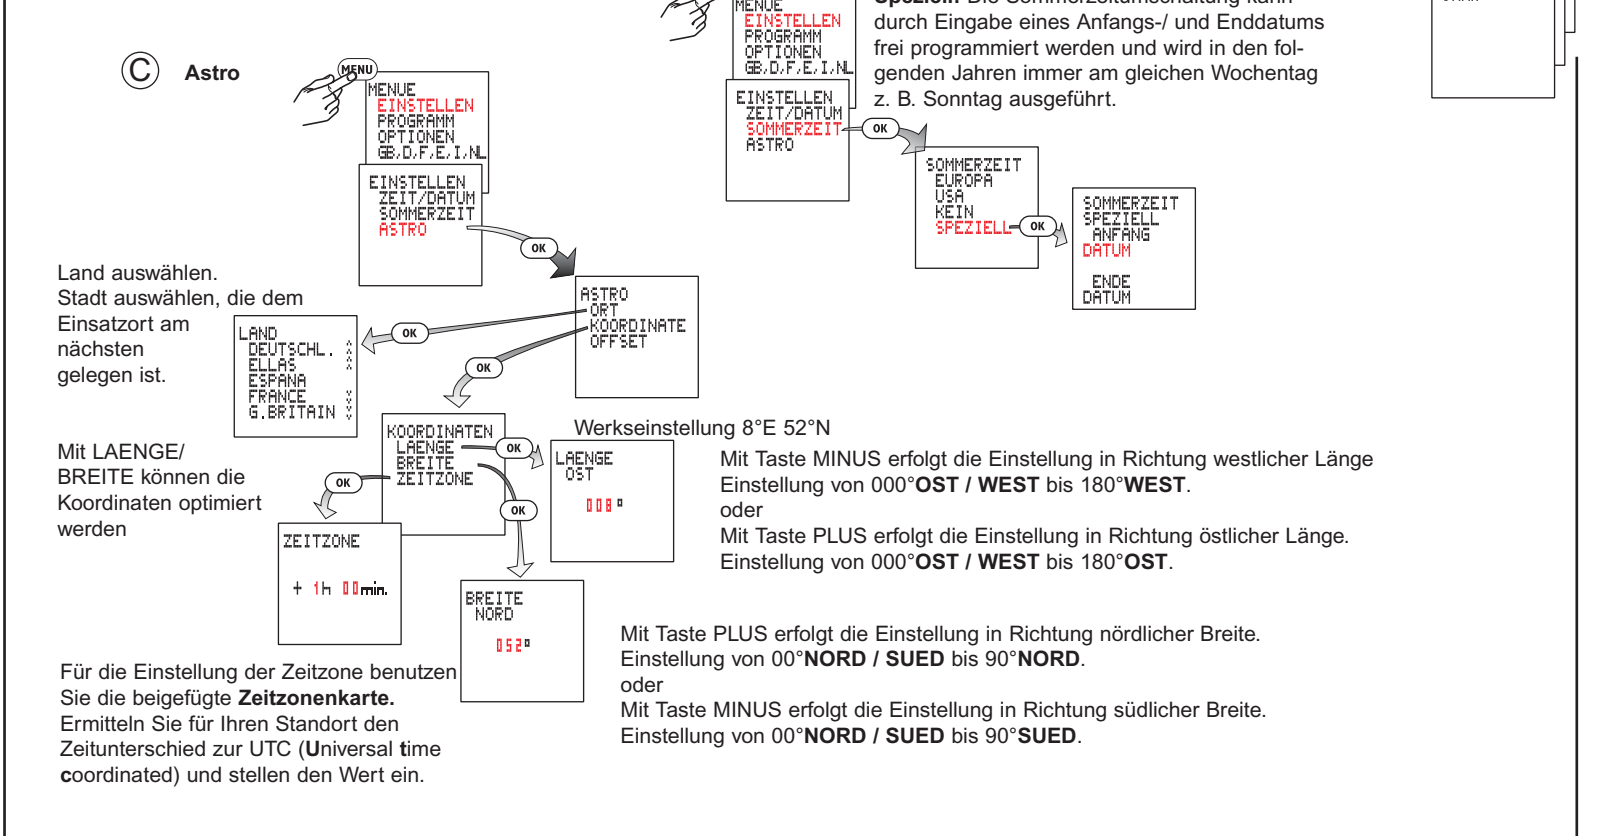 durch Eingabe eines Anfangs-/ und Enddatums
frei programmiert werden und wird in den fol-
genden Jahren immer am gleichen Wochentag
z. B. Sonntag ausgeführt.
MENUE
EINSTELLEN
PROGRAMM
OPTIONEN
GB,D,F,E,I,NL
EINSTELLEN
ZEIT/DATUM
SOMMERZEIT
ASTRO
OK
SOMMERZEIT
EUROPA
USA
KEIN
SPEZIELL
OK
SOMMERZEIT
SPEZIELL
ANFANG
DATUM
ENDE
DATUM
C Astro
MENU
MENUE
EINSTELLEN
PROGRAMM
OPTIONEN
GB,D,F,E,I,NL
EINSTELLEN
ZEIT/DATUM
SOMMERZEIT
ASTRO
OK
ASTRO
ORT
KOORDINATE
OFFSET
Land auswählen.
Stadt auswählen, die dem
Einsatzort am
nächsten
gelegen ist.
OK
LAND
DEUTSCHL.
ELLAS
ESPANA
FRANCE
G.BRITAIN
OK
Mit LAENGE/
BREITE können die
Koordinaten optimiert
werden
KOORDINATEN
LAENGE
BREITE
ZEITZONE
OK
OK
OK
Werkseinstellung 8°E 52°N
LAENGE
OST
008°
Mit Taste MINUS erfolgt die Einstellung in Richtung westlicher Länge
Einstellung von 000°OST / WEST bis 180°WEST.
oder
Mit Taste PLUS erfolgt die Einstellung in Richtung östlicher Länge.
Einstellung von 000°OST / WEST bis 180°OST.
ZEITZONE
+ 1h 00min.
BREITE
NORD
052°
Mit Taste PLUS erfolgt die Einstellung in Richtung nördlicher Breite.
Einstellung von 00°NORD / SUED bis 90°NORD.
oder
Mit Taste MINUS erfolgt die Einstellung in Richtung südlicher Breite.
Einstellung von 00°NORD / SUED bis 90°SUED.
Für die Einstellung der Zeitzone benutzen
Sie die beigefügte Zeitzonenkarte.
Ermitteln Sie für Ihren Standort den
Zeitunterschied zur UTC (Universal time
coordinated) und stellen den Wert ein.